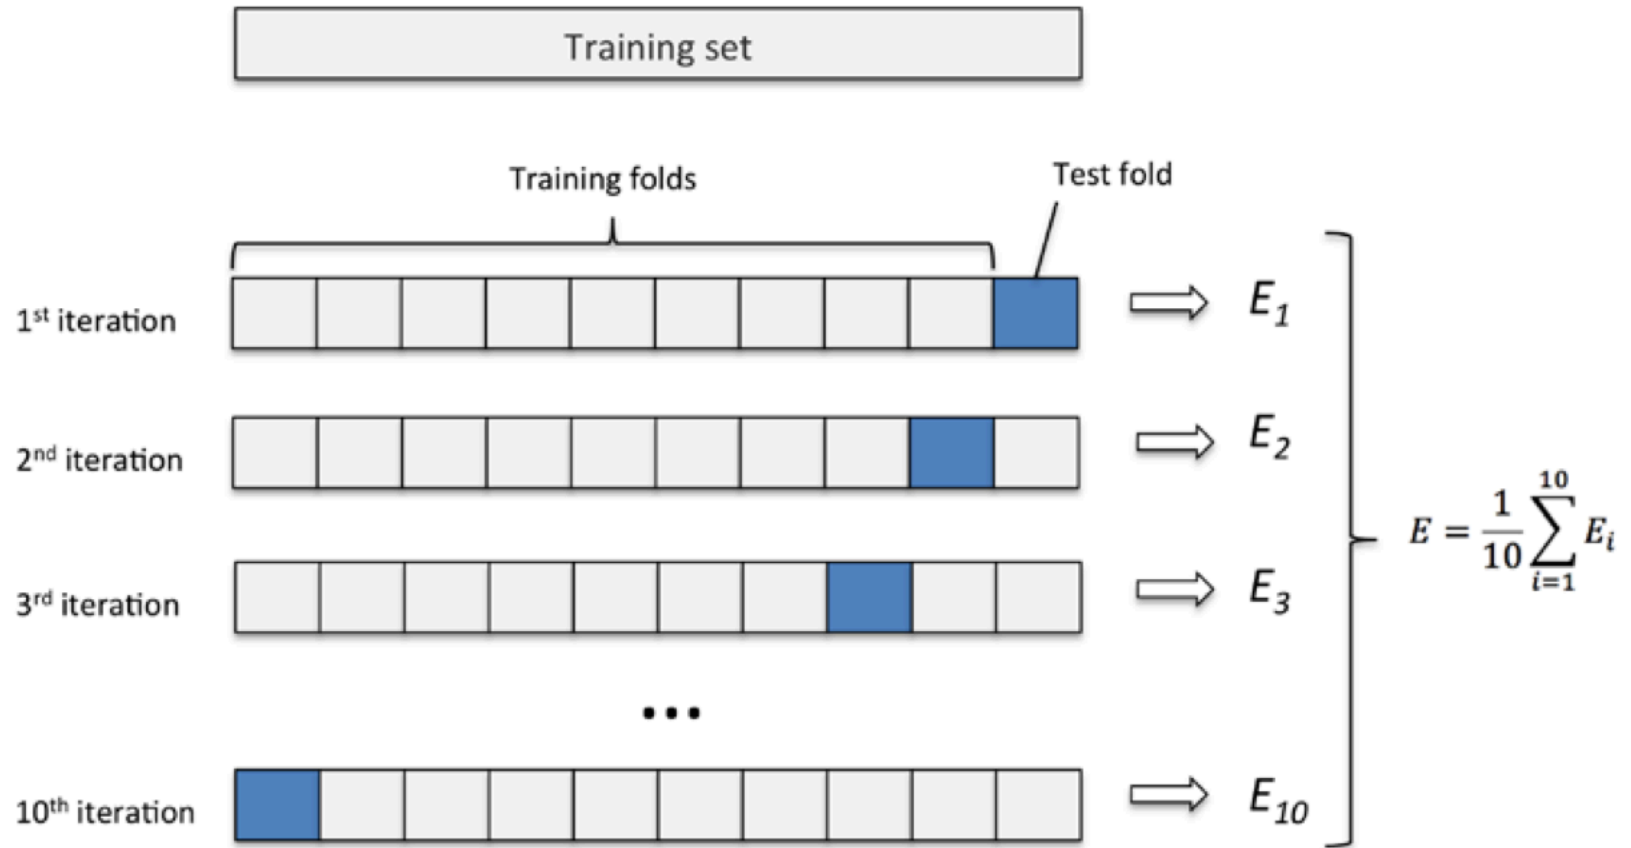 Training set
Training folds
Test fold
1st iteration
E1
2nd iteration
E2
3rd iteration
E3
...
10th iteration
E10
E = 1/10 ∑_{i=1}^{10} E_i